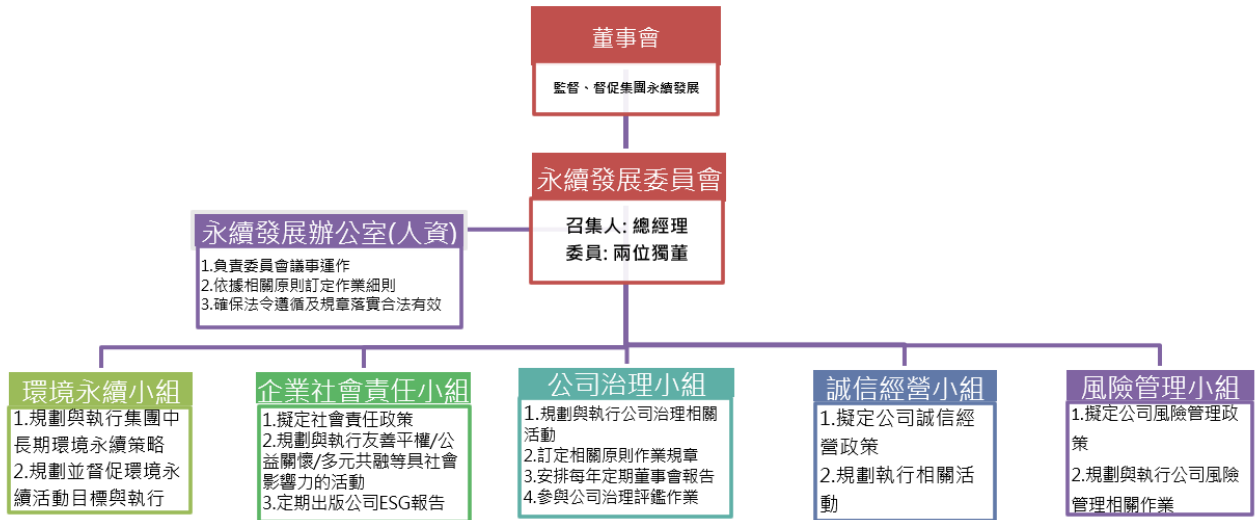 董事會
監督、督促集團永續發展
永續發展委員會
召集人: 總經理
委員: 兩位獨董
永續發展辦公室(人資)
1.負責委員會議事運作
2.依據相關原則訂定作業細則
3.確保法令遵循及規章落實合法有效
環境永續小組
1.規劃與執行集團中
長期環境永續策略
2.規劃並督促環境永
續活動目標與執行
企業社會責任小組
1.擬定社會責任政策
2.規劃與執行友善平權/公
益關懷/多元共融等具社會
影響力的活動
3.定期出版公司ESG報告
公司治理小組
1.規劃與執行公司治理相關
活動
2.訂定相關原則作業規章
3.安排每年定期董事會報告
4.參與公司治理評鑑作業
誠信經營小組
1.擬定公司誠信經
營政策
2.規劃執行相關活
動
風險管理小組
1.擬定公司風險管理政
策
2.規劃與執行公司風險
管理相關作業